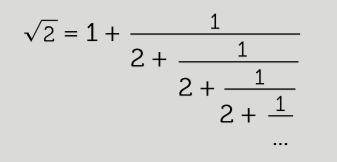 √2 = 1 + 1
2 + 1
2 + 1
2 + 1
...